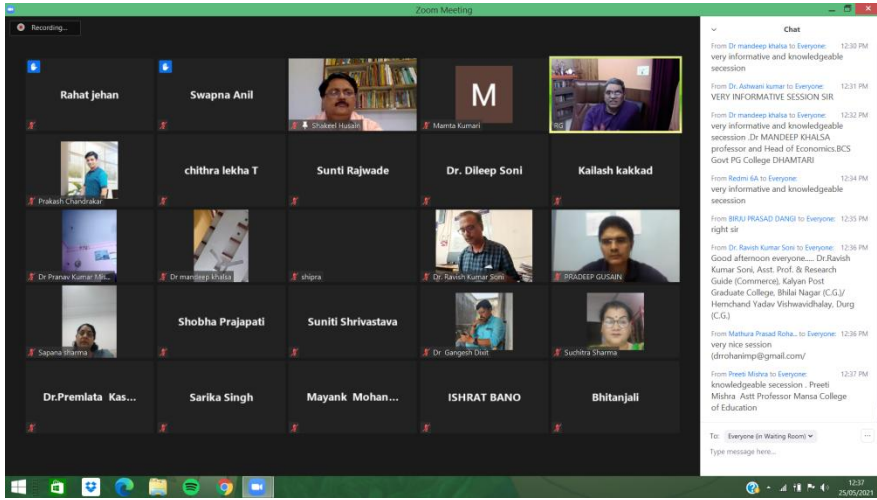 Zoom Meeting
Recording...
Rahat jehan
Swapna Anil
Shakeel Husain
M
Mamta Kumari
RG
Prakash Chandrakar
chithra lekha T
Sunti Rajwade
Dr. Dileep Soni
Kailash kakkad
Dr Pranav Kumar Mis...
Dr mandeep khalsa
shipra
Dr. Ravish Kumar Soni
PRADEEP GUSAIN
Sapana sharma
Shobha Prajapati
Suniti Shrivastava
Dr. Gangesh Dixit
Suchitra Sharma
Dr.Premlata Kas...
Sarika Singh
Mayank Mohan...
ISHRAT BANO
Bhitanjali
Chat
From Dr mandeep khalsa to Everyone: 12:30 PM
very informative and knowledgeable
secession
From Dr. Ashwani kumar to Everyone: 12:31 PM
VERY INFORMATIVE SESSION SIR
From Dr mandeep khalsa to Everyone: 12:32 PM
very informative and knowledgeable
secession .Dr MANDEEP KHALSA
professor and Head of Economics.BCS
Govt PG College DHAMTARI
From Redmi 6A to Everyone: 12:34 PM
very informative and knowledgeable
secession
From BIRJU PRASAD DANGI to Everyone: 12:35 PM
right sir
From Dr. Ravish Kumar Soni to Everyone: 12:36 PM
Good afternoon everyone..... Dr.Ravish
Kumar Soni, Asst. Prof. & Research
Guide (Commerce), Kalyan Post
Graduate College, Bhilai Nagar (C.G.)/
Hemchand Yadav Vishwavidhalay, Durg
(C.G.)
From Mathura Prasad Roha... to Everyone: 12:36 PM
very nice session
(drrohanimp@gmail.com/
From Preeti Mishra to Everyone: 12:37 PM
knowledgeable secession . Preeti
Mishra Astt Professor Mansa College
of Education
To: Everyone (in Waiting Room)
Type message here...
12:37
25/05/2021